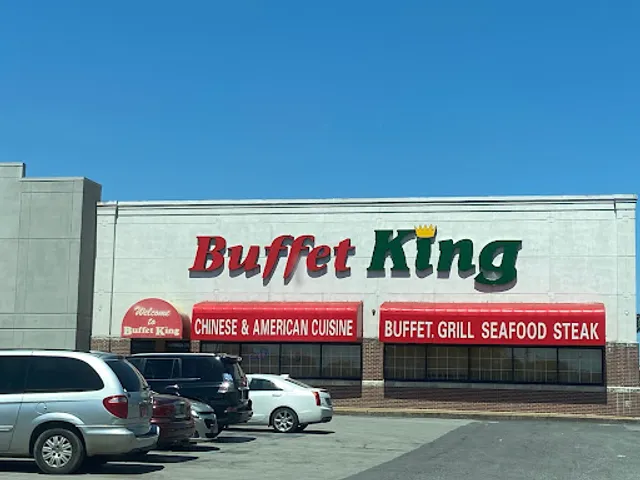 Buffet King
Welcome
to
Buffet King
CHINESE & AMERICAN CUISINE
BUFFET. GRILL SEAFOOD STEAK